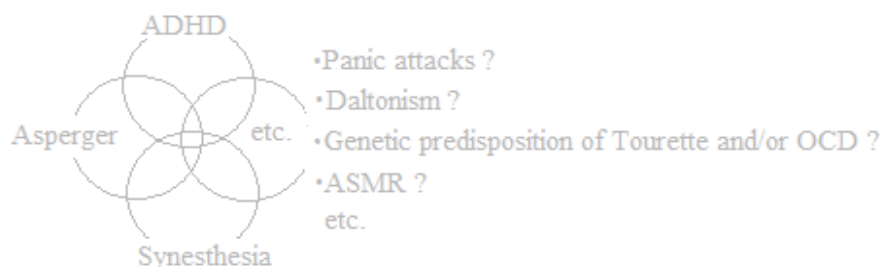 ADHD
Asperger
etc.
Synesthesia
•Panic attacks ?
•Daltonism ?
•Genetic predisposition of Tourette and/or OCD ?
•ASMR ?
etc.